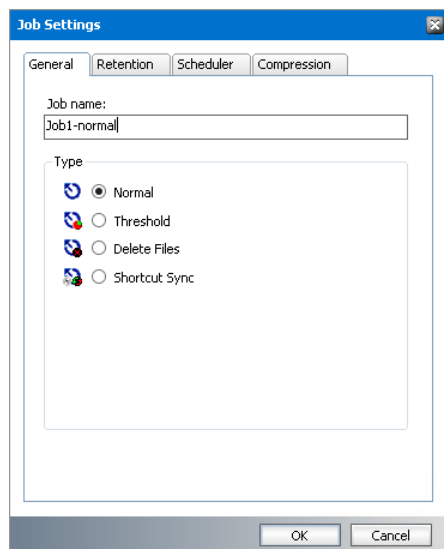 Job Settings
General Retention Scheduler Compression
Job name:
Job1-normal
Type
Normal
Threshold
Delete Files
Shortcut Sync
OK Cancel